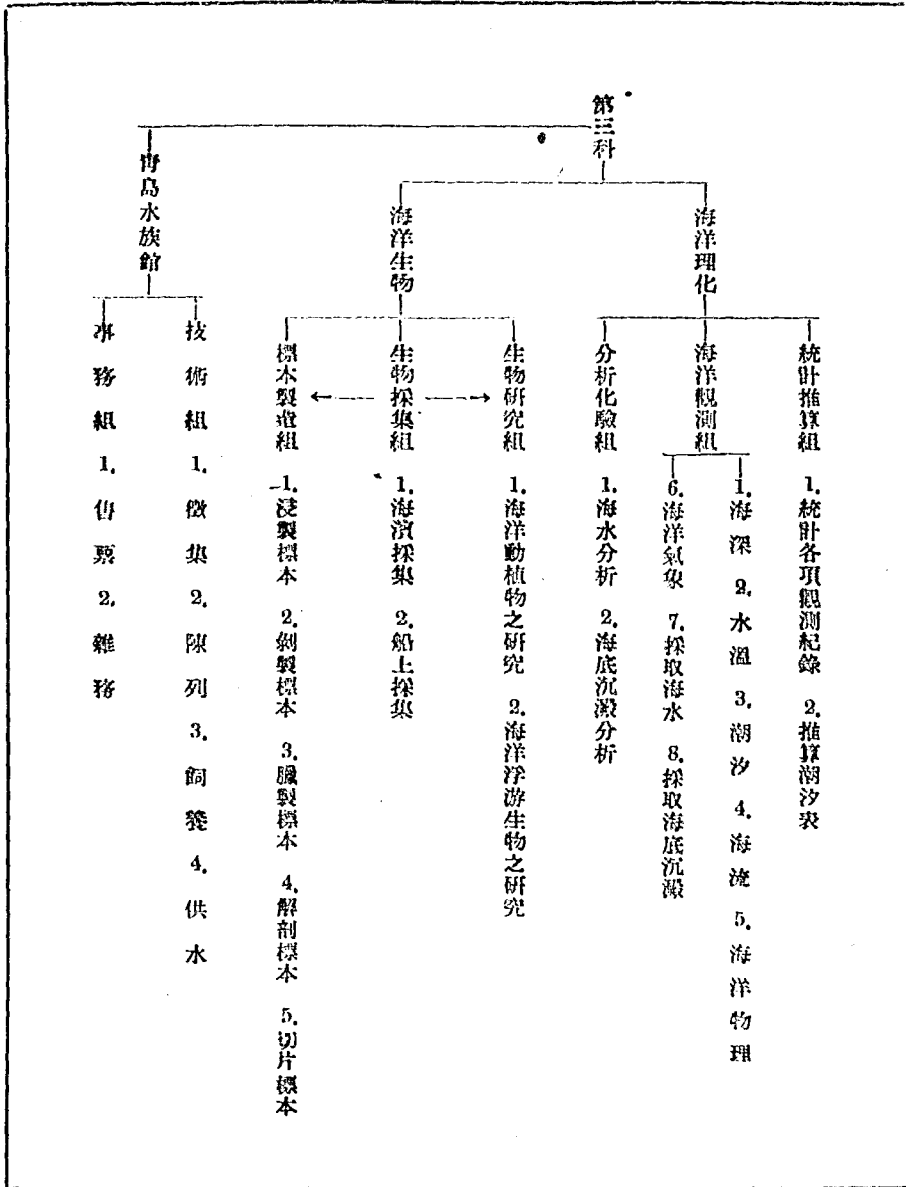 第三科
海洋理化
統計推算組 1.統計各項觀測紀錄 2.推算潮汐表
海洋觀測組
1.海深 2.水溫 3.潮汐 4.海流 5.海洋物理
6.海洋氣象 7.採取海水 8.採取海底沉澱
分析化驗組 1.海水分析 2.海底沉澱分析
海洋生物
生物研究組 1.海洋動植物之研究 2.海洋浮游生物之研究
生物採集組 1.海濱採集 2.船上採集
標本製造組 1.浸製標本 2.剝製標本 3.臘製標本 4.解剖標本 5.切片標本
青島水族館
技術組 1.徵集 2.陳列 3.飼養 4.供水
事務組 1.售票 2.雜務